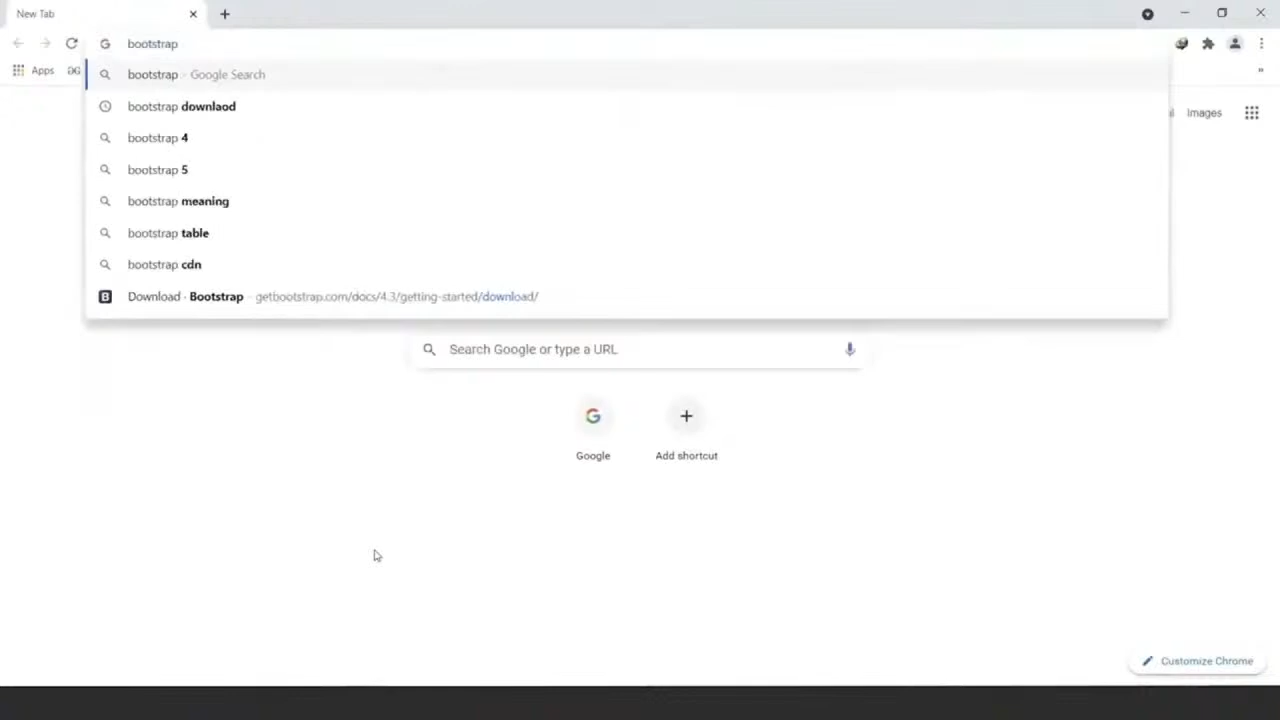 New Tab
bootstrap
Apps
bootstrap - Google Search
bootstrap downlaod
Images
bootstrap 4
bootstrap 5
bootstrap meaning
bootstrap table
bootstrap cdn
Download · Bootstrap - getbootstrap.com/docs/4.3/getting-started/download/
Search Google or type a URL
Google
Add shortcut
Customize Chrome